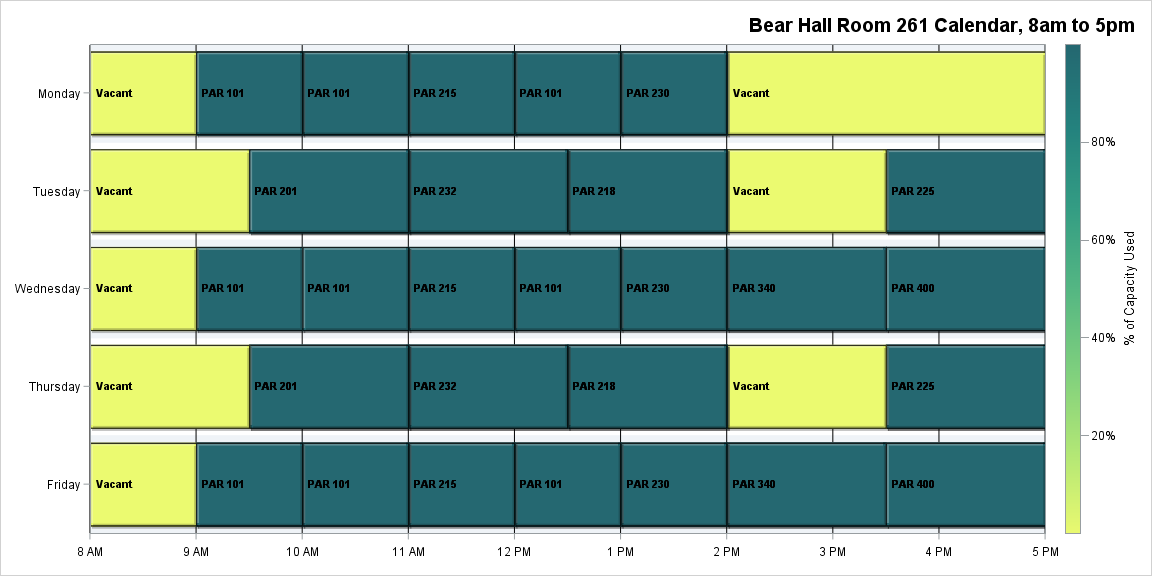 Bear Hall Room 261 Calendar, 8am to 5pm
Monday
Vacant
PAR 101
PAR 101
PAR 215
PAR 101
PAR 230
Vacant
Tuesday
Vacant
PAR 201
PAR 232
PAR 218
Vacant
PAR 225
Wednesday
Vacant
PAR 101
PAR 101
PAR 215
PAR 101
PAR 230
PAR 340
PAR 400
Thursday
Vacant
PAR 201
PAR 232
PAR 218
Vacant
PAR 225
Friday
Vacant
PAR 101
PAR 101
PAR 215
PAR 101
PAR 230
PAR 340
PAR 400
8 AM
9 AM
10 AM
11 AM
12 PM
1 PM
2 PM
3 PM
4 PM
5 PM
80%
60%
40%
20%
% of Capacity Used